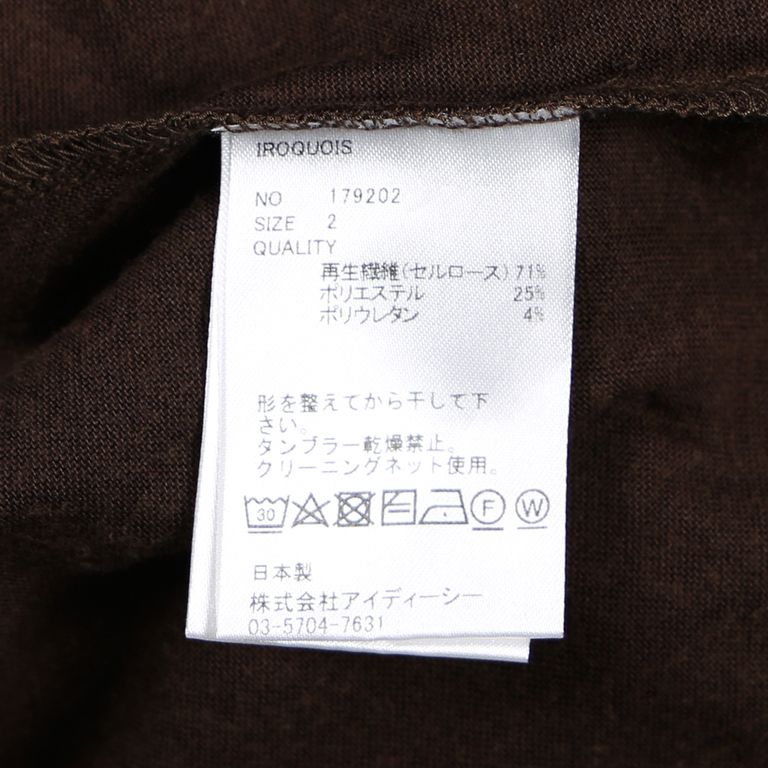 IROQUOIS
NO 179202
SIZE 2
QUALITY
再生繊維(セルロース) 71%
ポリエステル 25%
ポリウレタン 4%
形を整えてから干して下
さい。
タンブラー乾燥禁止。
クリーニングネット使用。
30 F W
日本製
株式会社アイディーシー
03-5704-7631